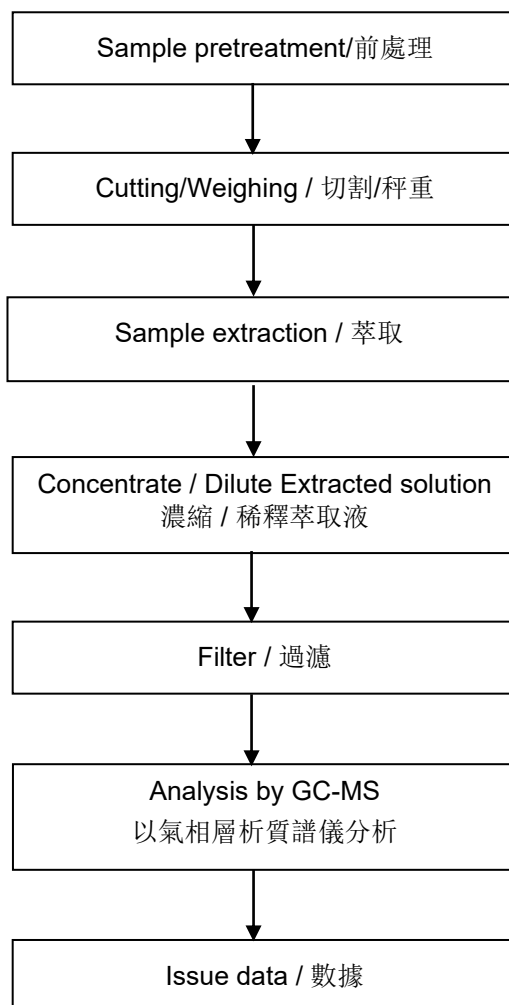 Sample pretreatment/前處理
Cutting/Weighing / 切割/秤重
Sample extraction / 萃取
Concentrate / Dilute Extracted solution
濃縮 / 稀釋萃取液
Filter / 過濾
Analysis by GC-MS
以氣相層析質譜儀分析
Issue data / 數據